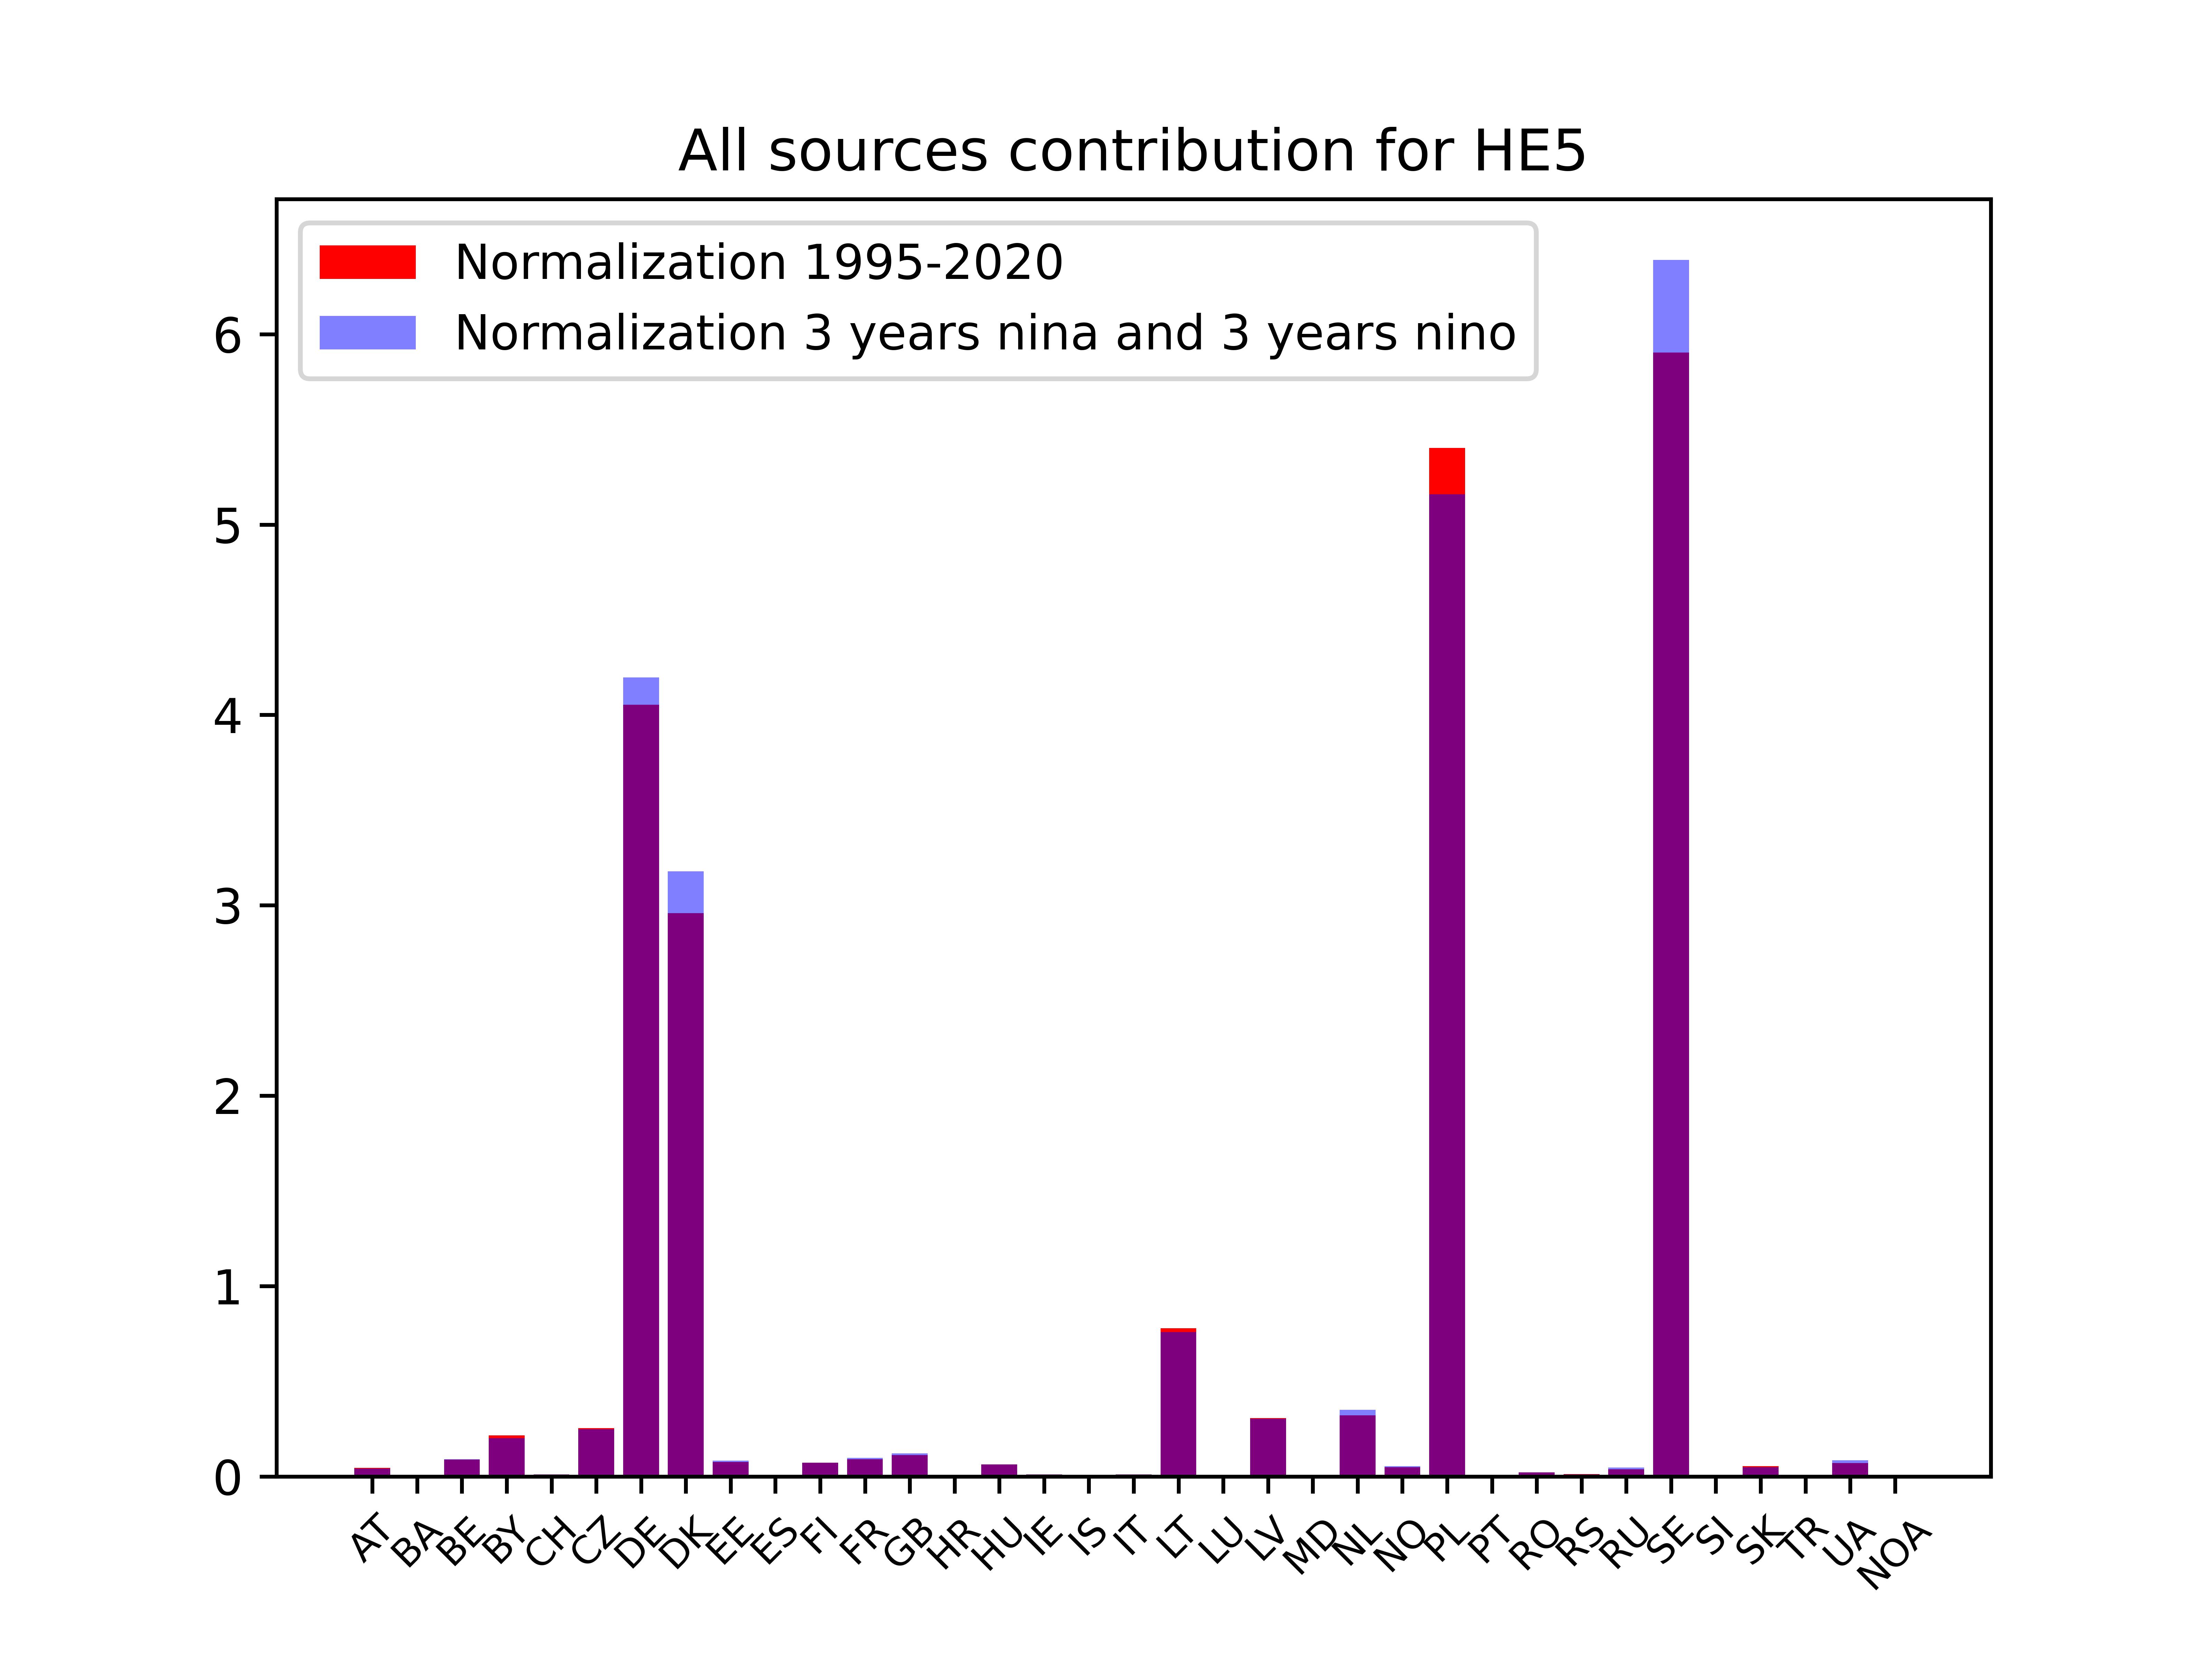 All sources contribution for HE5
Normalization 1995-2020
Normalization 3 years nina and 3 years nino
6
5
4
3
2
1
0
AT BA BE BY CH CZ DE DK EE ES FI FR GB HR HU IE IS IT LT LU LV MD NL NO PL PT RO RS RU SE SI SK TR UA NOA